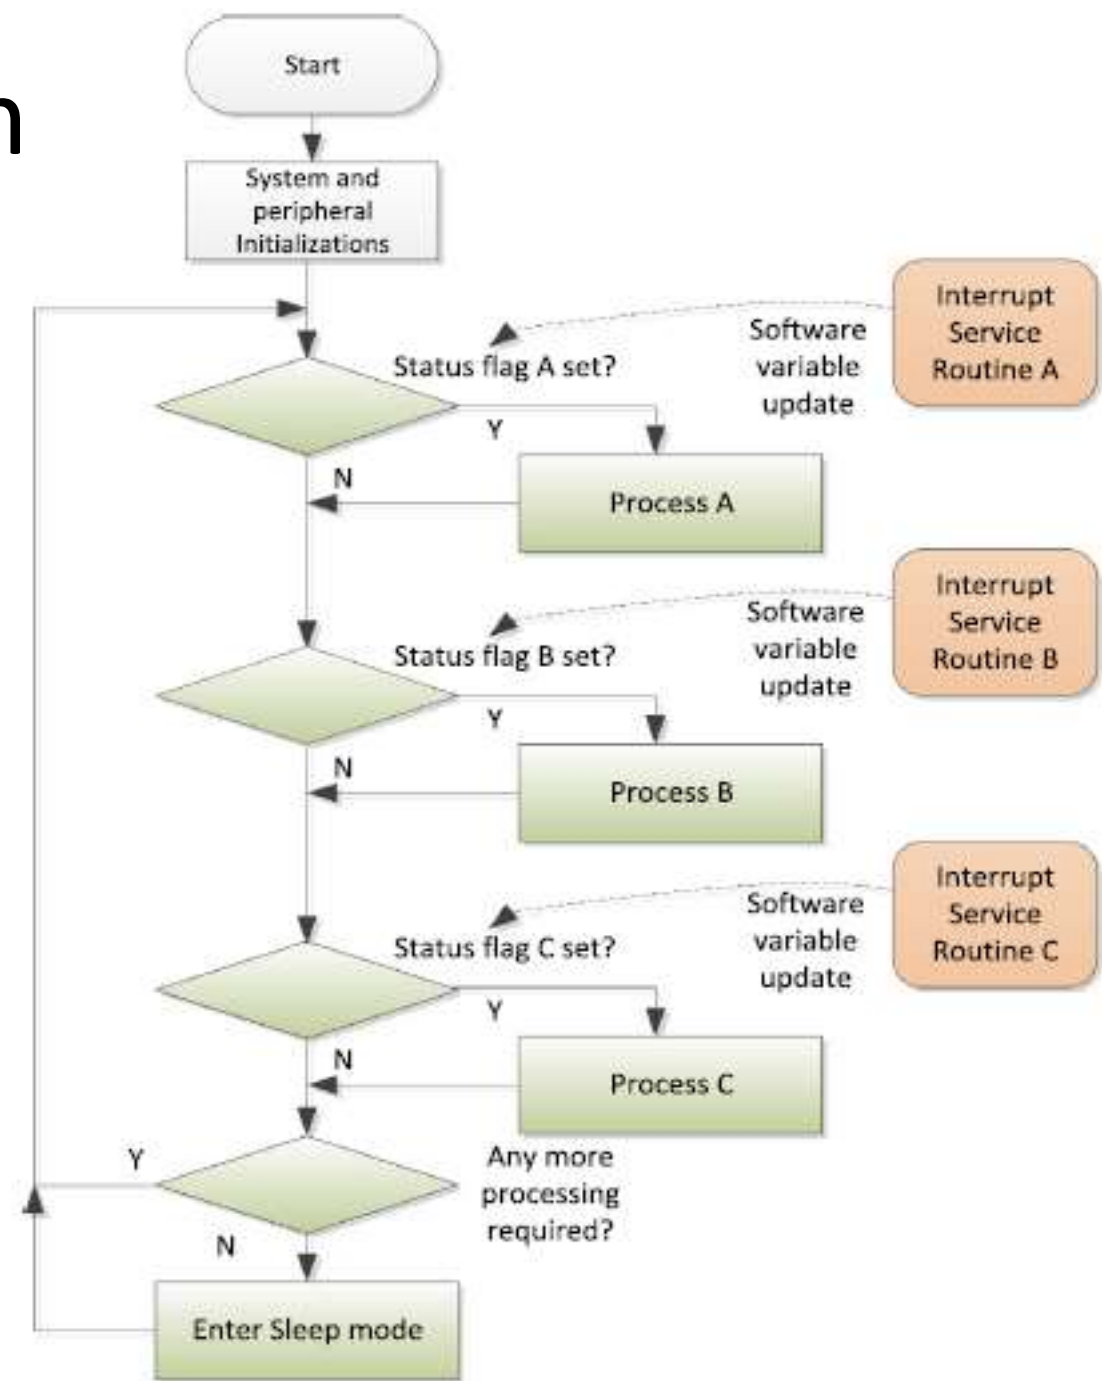 n
Start
System and
peripheral
Initializations
Interrupt
Service
Routine A
Software
variable
update
Status flag A set?
Y
N
Process A
Interrupt
Service
Routine B
Software
variable
update
Status flag B set?
Y
N
Process B
Interrupt
Service
Routine C
Software
variable
update
Status flag C set?
Y
N
Process C
Y
Any more
processing
required?
N
Enter Sleep mode